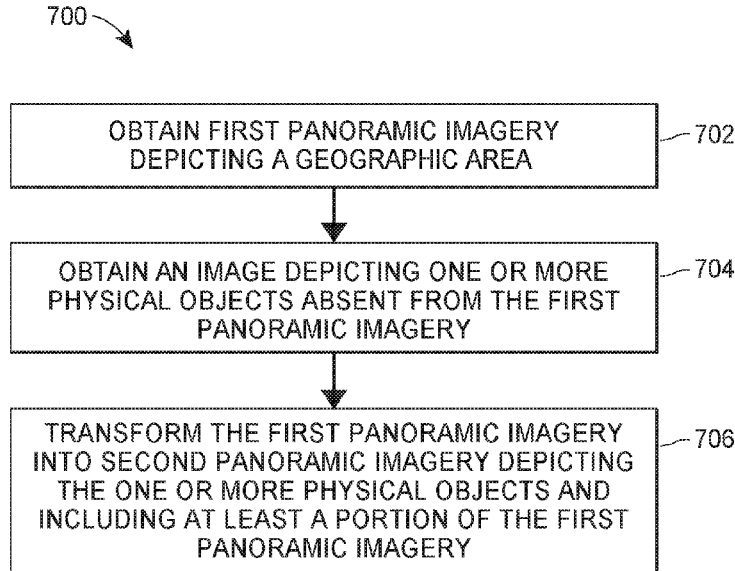 700
OBTAIN FIRST PANORAMIC IMAGERY
DEPICTING A GEOGRAPHIC AREA
702
OBTAIN AN IMAGE DEPICTING ONE OR MORE
PHYSICAL OBJECTS ABSENT FROM THE FIRST
PANORAMIC IMAGERY
704
TRANSFORM THE FIRST PANORAMIC IMAGERY
INTO SECOND PANORAMIC IMAGERY DEPICTING
THE ONE OR MORE PHYSICAL OBJECTS AND
INCLUDING AT LEAST A PORTION OF THE FIRST
PANORAMIC IMAGERY
706